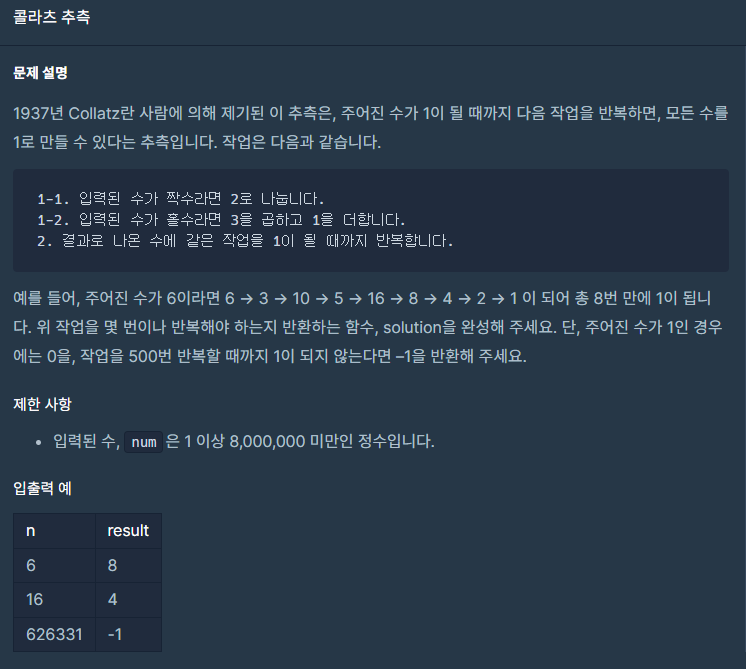 콜라츠 추측
문제 설명
1937년 Collatz란 사람에 의해 제기된 이 추측은, 주어진 수가 1이 될 때까지 다음 작업을 반복하면, 모든 수를
1로 만들 수 있다는 추측입니다. 작업은 다음과 같습니다.
1-1. 입력된 수가 짝수라면 2로 나눕니다.
1-2. 입력된 수가 홀수라면 3을 곱하고 1을 더합니다.
2. 결과로 나온 수에 같은 작업을 1이 될 때까지 반복합니다.
예를 들어, 주어진 수가 6이라면 6 → 3 → 10 → 5 → 16 → 8 → 4 → 2 → 1 이 되어 총 8번 만에 1이 됩니
다. 위 작업을 몇 번이나 반복해야 하는지 반환하는 함수, solution을 완성해 주세요. 단, 주어진 수가 1인 경우
에는 0을, 작업을 500번 반복할 때까지 1이 되지 않는다면 –1을 반환해 주세요.
제한 사항
• 입력된 수, num 은 1 이상 8,000,000 미만인 정수입니다.
입출력 예
n result
6 8
16 4
626331 -1